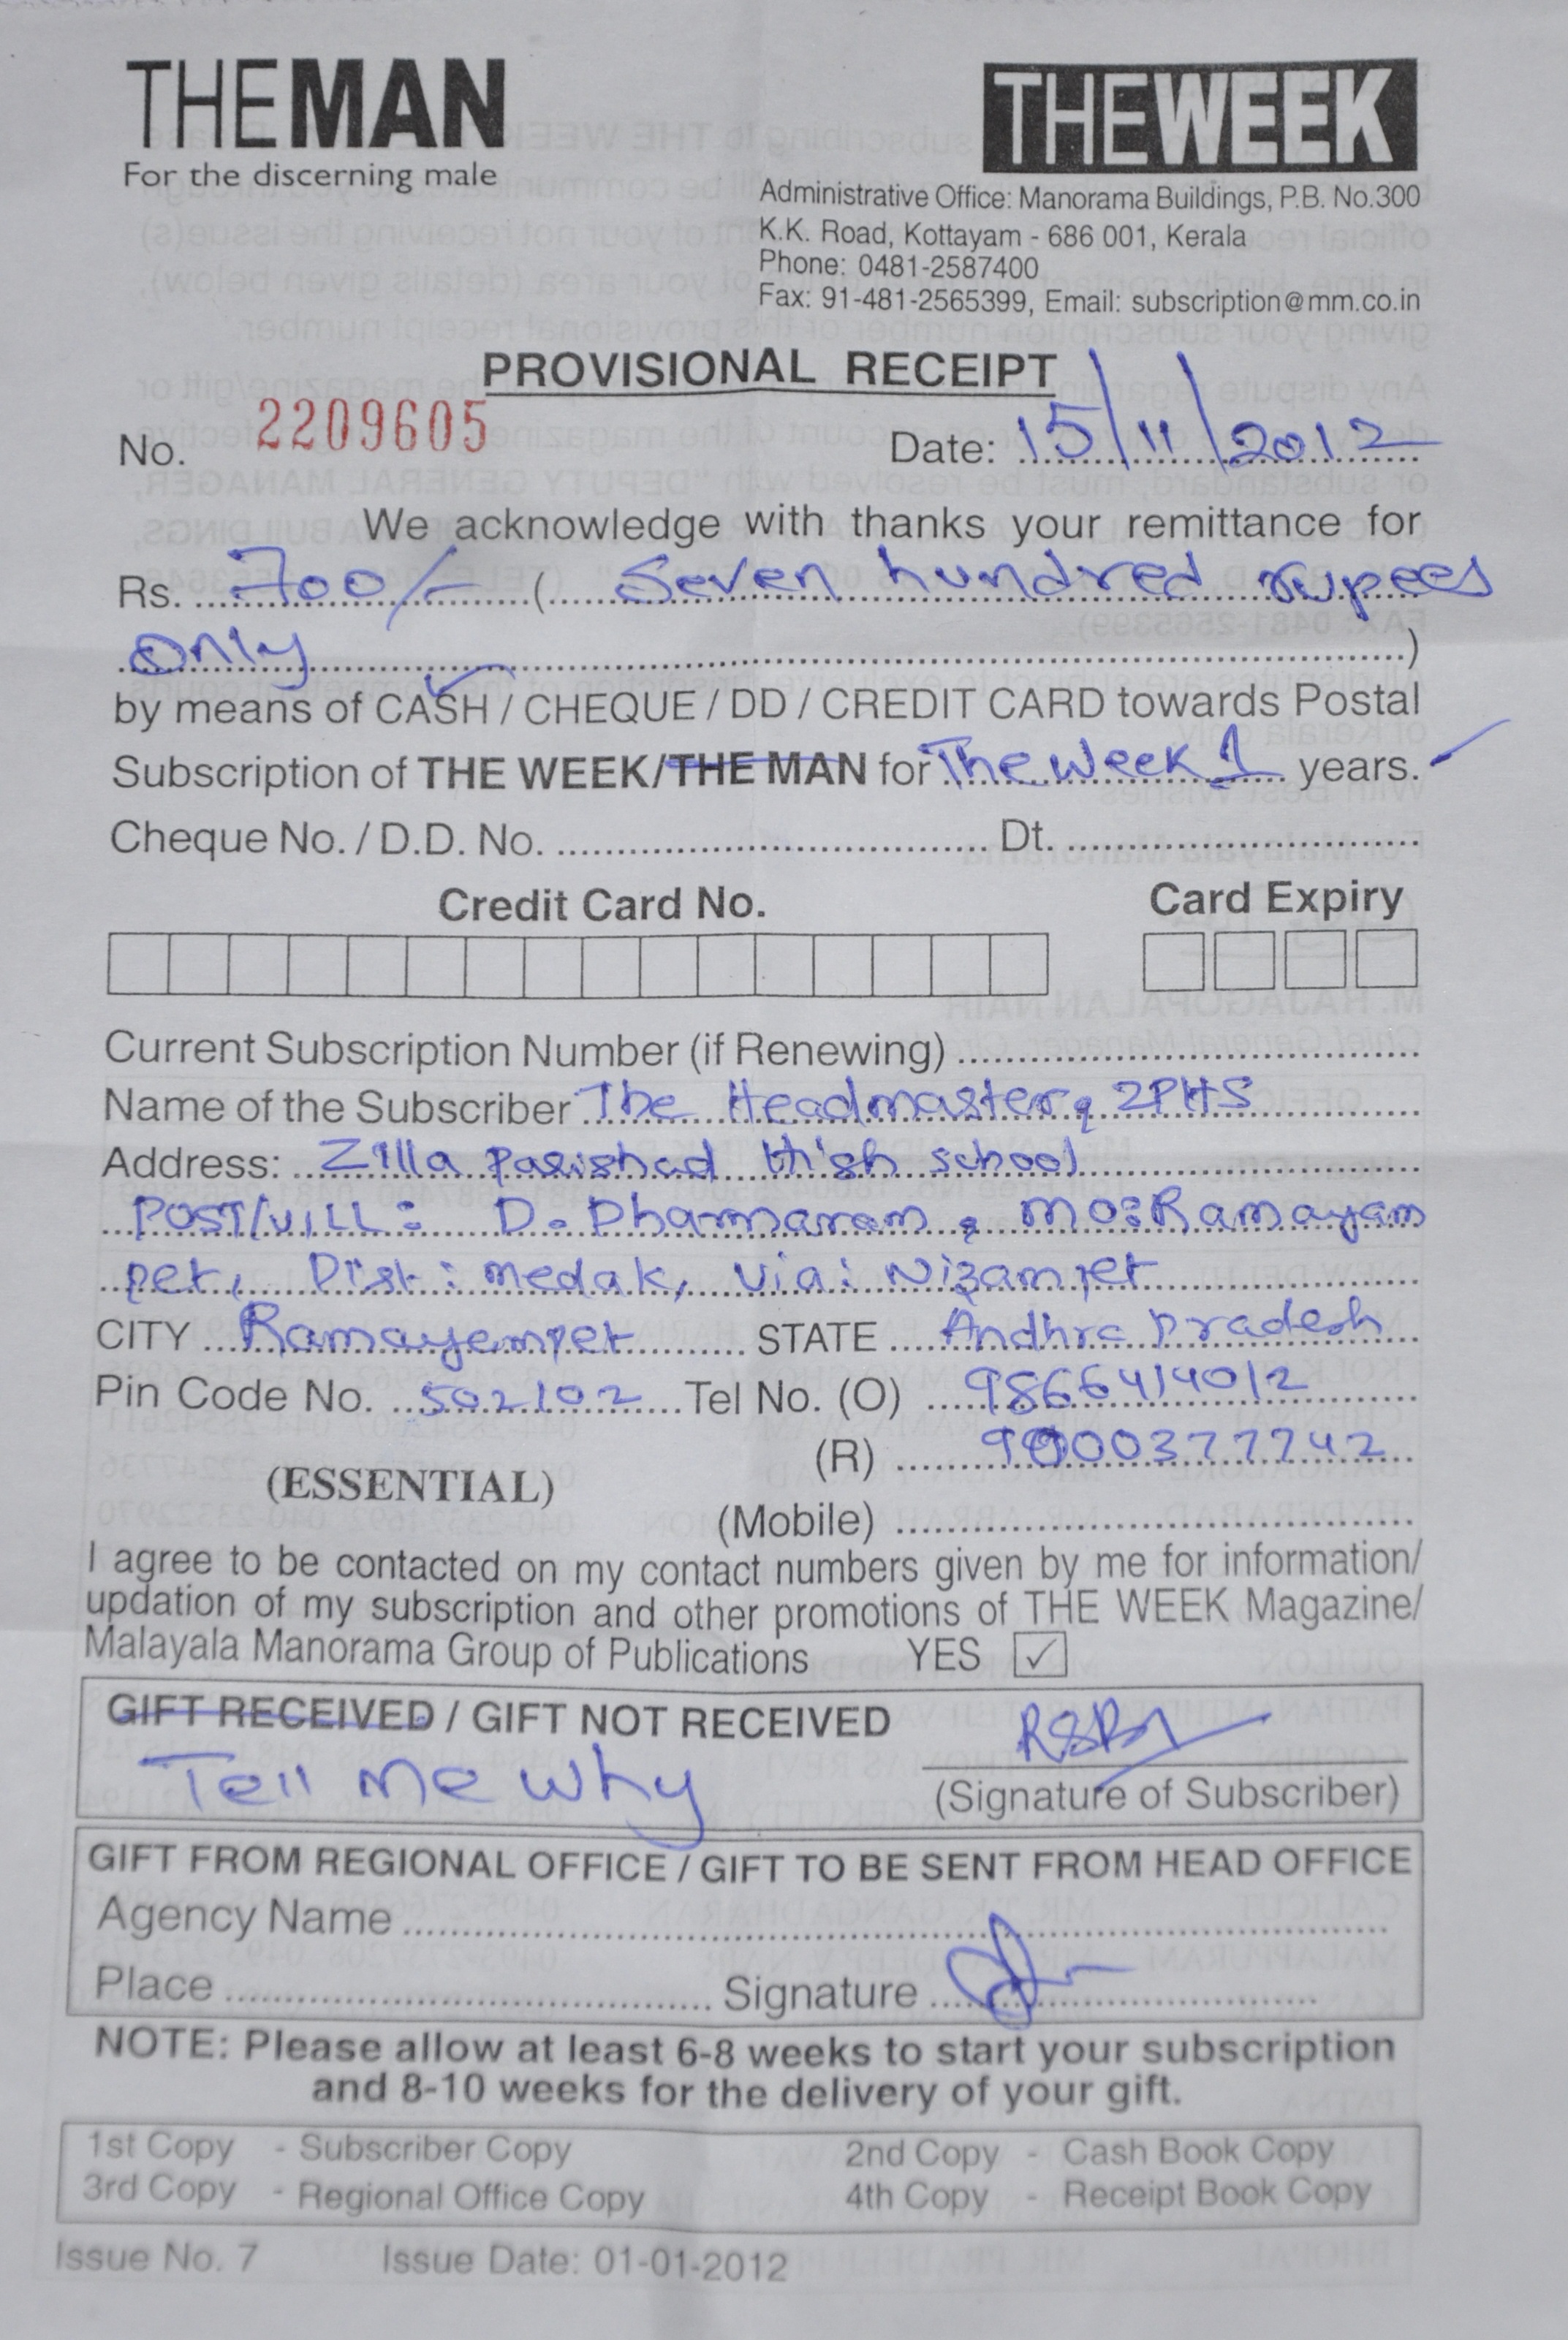 THEMAN
For the discerning male
THEWEEK
Administrative Office: Manorama Buildings, P.B. No.300
K.K. Road, Kottayam - 686 001, Kerala
Phone: 0481-2587400
Fax: 91-481-2565399, Email: subscription@mm.co.in
PROVISIONAL RECEIPT
No. 2209605 Date: 15/11/2012
We acknowledge with thanks your remittance for
Rs. 700/- ( Seven hundred rupees
only )
by means of CASH / CHEQUE / DD / CREDIT CARD towards Postal
Subscription of THE WEEK/THE MAN for The Week 1 years.
Cheque No. / D.D. No. Dt.
Credit Card No. Card Expiry
Current Subscription Number (if Renewing)
Name of the Subscriber The Headmaster, ZPHS
Address: Zilla parishad High school
POST/VILL: D. Dharmaram, MO: Ramayam
pet, Dist: medak, via: Nizampet
CITY Ramayempet STATE Andhra pradesh
Pin Code No. 502102 Tel No. (O) 9866414012
(R)
(ESSENTIAL)
(Mobile)
I agree to be contacted on my contact numbers given by me for information/
updation of my subscription and other promotions of THE WEEK Magazine/
Malayala Manorama Group of Publications YES ✓
GIFT RECEIVED / GIFT NOT RECEIVED
Tell Me Why
(Signature of Subscriber)
GIFT FROM REGIONAL OFFICE / GIFT TO BE SENT FROM HEAD OFFICE
Agency Name
Place Signature
NOTE: Please allow at least 6-8 weeks to start your subscription
and 8-10 weeks for the delivery of your gift.
1st Copy - Subscriber Copy 2nd Copy - Cash Book Copy
3rd Copy - Regional Office Copy 4th Copy - Receipt Book Copy
Issue No. 7 Issue Date: 01-01-2012